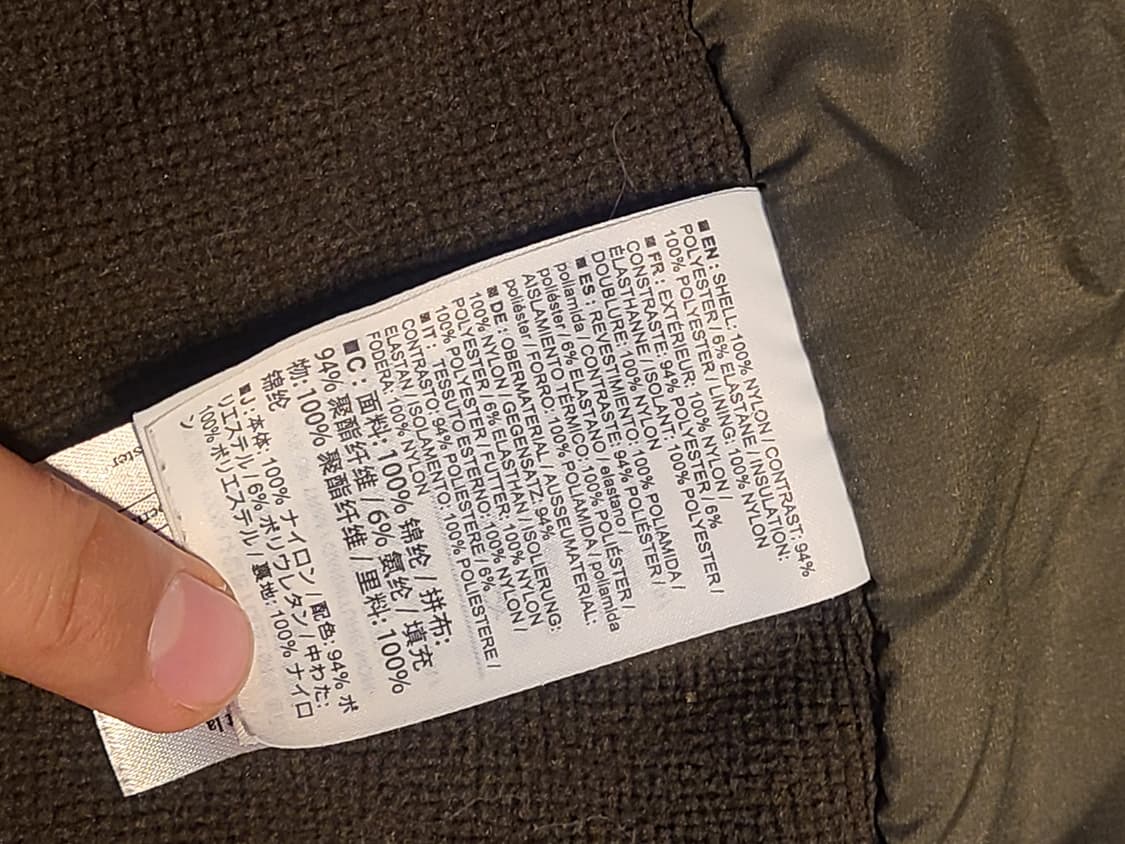 ■ EN : SHELL: 100% NYLON / CONTRAST: 94%
POLYESTER / 6% ELASTANE / INSULATION:
100% POLYESTER / LINING: 100% NYLON
■ FR : EXTÉRIEUR: 100% NYLON /
CONSTRASTE: 94% POLYESTER / 6%
ÉLASTHANNE / ISOLANT: 100% POLYESTER /
DOUBLURE: 100% NYLON
■ ES : REVESTIMIENTO: 100% POLIAMIDA /
poliamida / CONTRASTE: 94% POLIÉSTER /
poliéster / 6% ELASTANO / elastano /
AISLAMIENTO TÉRMICO: 100% POLIÉSTER /
poliéster / FORRO: 100% POLIAMIDA / poliamida
■ DE : OBERMATERIAL / AUSSEUMATERIAL:
100% NYLON / GEGENSATZ: 94%
POLYESTER / 6% ELASTHAN / ISOLIERUNG:
100% POLYESTER / FUTTER: 100% NYLON
■ IT : TESSUTO ESTERNO: 100% NYLON /
CONTRASTO: 94% POLIESTERE / 6%
ELASTAN / ISOLAMENTO: 100% POLIESTERE /
FODERA: 100% NYLON
■ C : 面料: 100% 锦纶 / 拼布:
94% 聚酯纤维 / 6% 氨纶 / 填充
物: 100% 聚酯纤维 / 里料: 100%
锦纶
■ J : 本体: 100% ナイロン / 配色: 94% ポ
リエステル / 6% ポリウレタン / 中わた:
100% ポリエステル / 裏地: 100% ナイロ
ン
ster